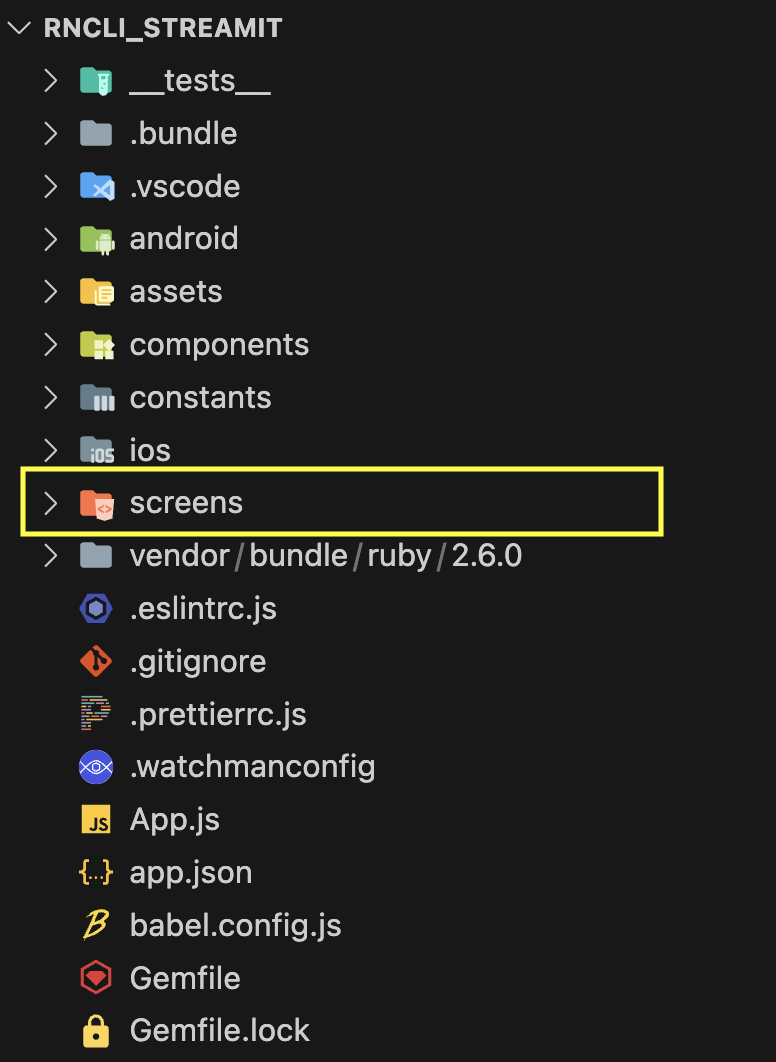 RNCLI_STREAMIT
__tests__
.bundle
.vscode
android
assets
components
constants
ios
screens
vendor/bundle/ruby/2.6.0
.eslintrc.js
.gitignore
.prettierrc.js
.watchmanconfig
App.js
app.json
babel.config.js
Gemfile
Gemfile.lock